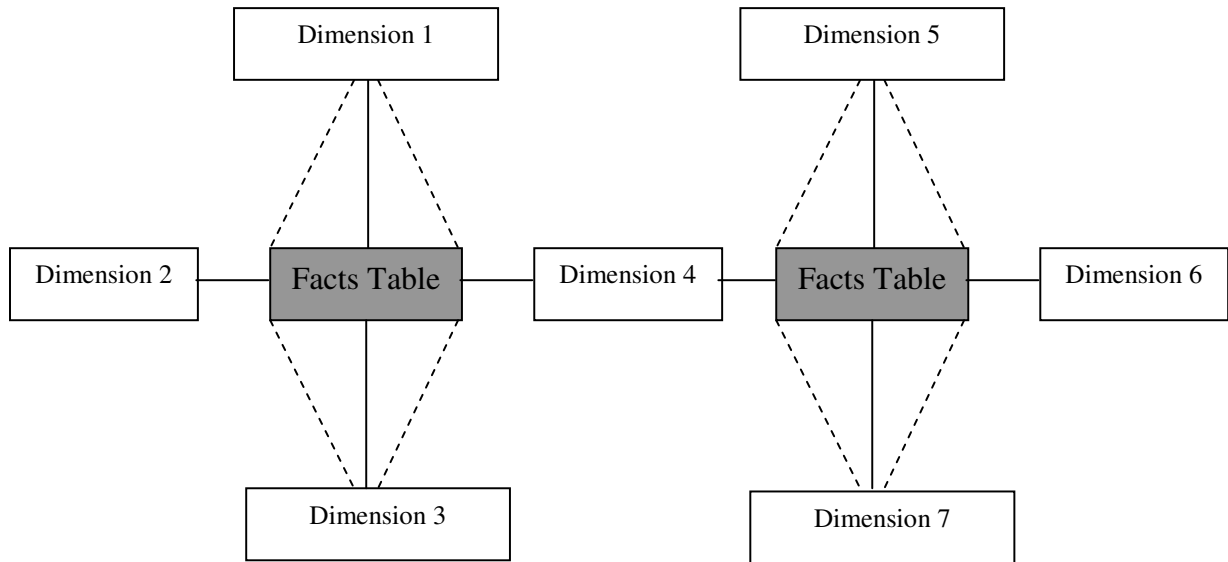 Dimension 1
Dimension 5
Dimension 2
Facts Table
Dimension 4
Facts Table
Dimension 6
Dimension 3
Dimension 7